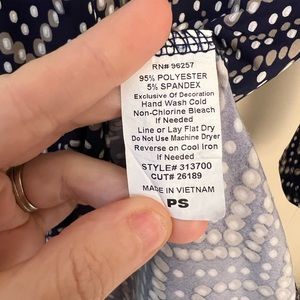 RN# 96257
95% POLYESTER
5% SPANDEX
Exclusive Of Decoration
Hand Wash Cold
Non-Chlorine Bleach
If Needed
Line or Lay Flat Dry
Do Not Use Machine Dryer
Reverse on Cool Iron
If Needed
STYLE# 313700
CUT# 26189
MADE IN VIETNAM
PS